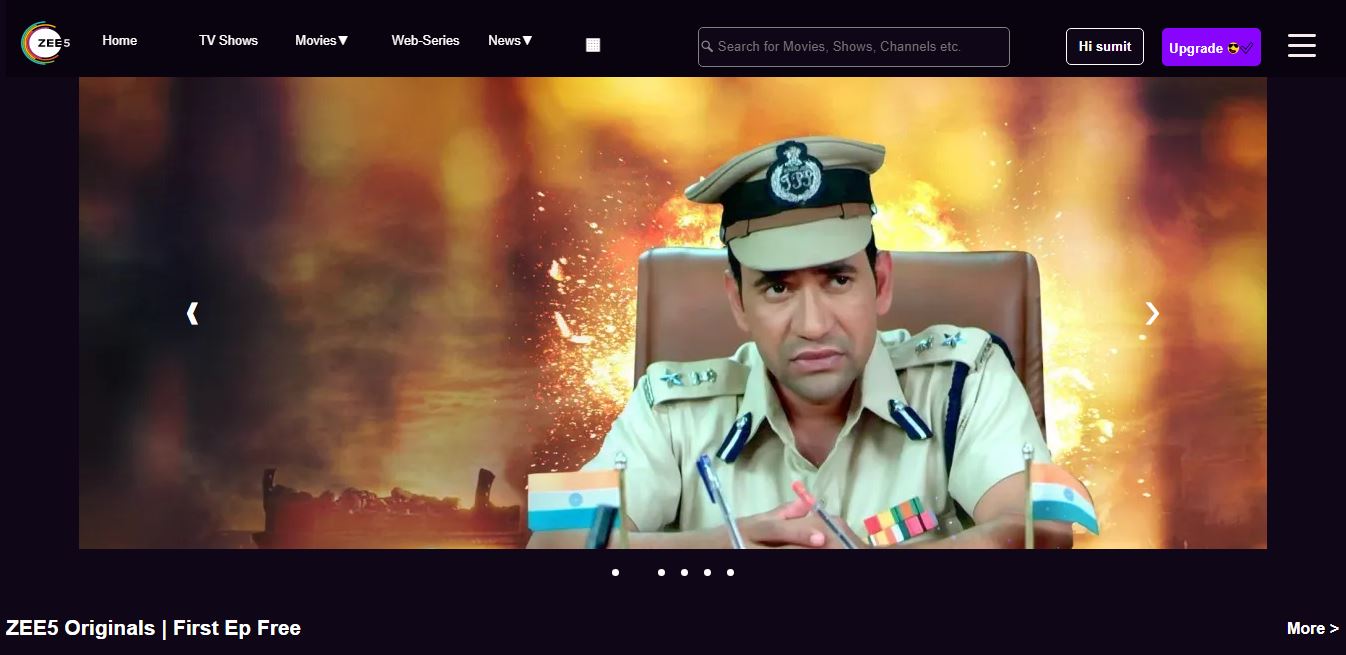 ZEE5
Home
TV Shows
Movies▼
Web-Series
News▼
Search for Movies, Shows, Channels etc.
Hi sumit
Upgrade 😎✓
IPS
ZEE5 Originals | First Ep Free
More >